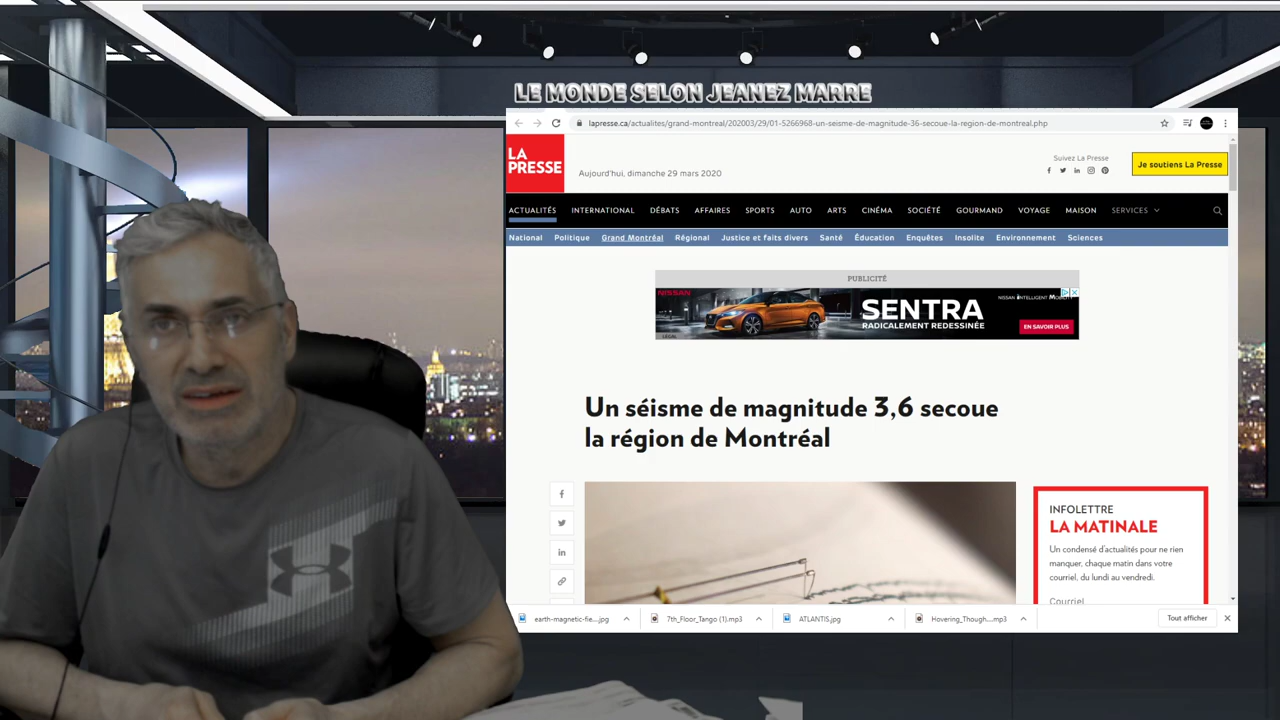 LE MONDE SELON JEANEZ MARRE
lapresse.ca/actualites/grand-montreal/202003/29/01-5266968-un-seisme-de-magnitude-36-secoue-la-region-de-montreal.php
LA PRESSE
Aujourd'hui, dimanche 29 mars 2020
Suivez La Presse
Je soutiens La Presse
ACTUALITÉS INTERNATIONAL DÉBATS AFFAIRES SPORTS AUTO ARTS CINÉMA SOCIÉTÉ GOURMAND VOYAGE MAISON SERVICES
National Politique Grand Montréal Régional Justice et faits divers Santé Éducation Enquêtes Insolite Environnement Sciences
PUBLICITÉ
NISSAN
SENTRA
RADICALEMENT REDESSINÉE
NISSAN INTELLIGENT MOBILITY
EN SAVOIR PLUS
LEGAL
Un séisme de magnitude 3,6 secoue
la région de Montréal
INFOLETTRE
LA MATINALE
Un condensé d'actualités pour ne rien
manquer, chaque matin dans votre
courriel, du lundi au vendredi.
Courriel
earth-magnetic-fie....jpg 7th_Floor_Tango (1).mp3 ATLANTIS.jpg Hovering_Though....mp3 Tout afficher